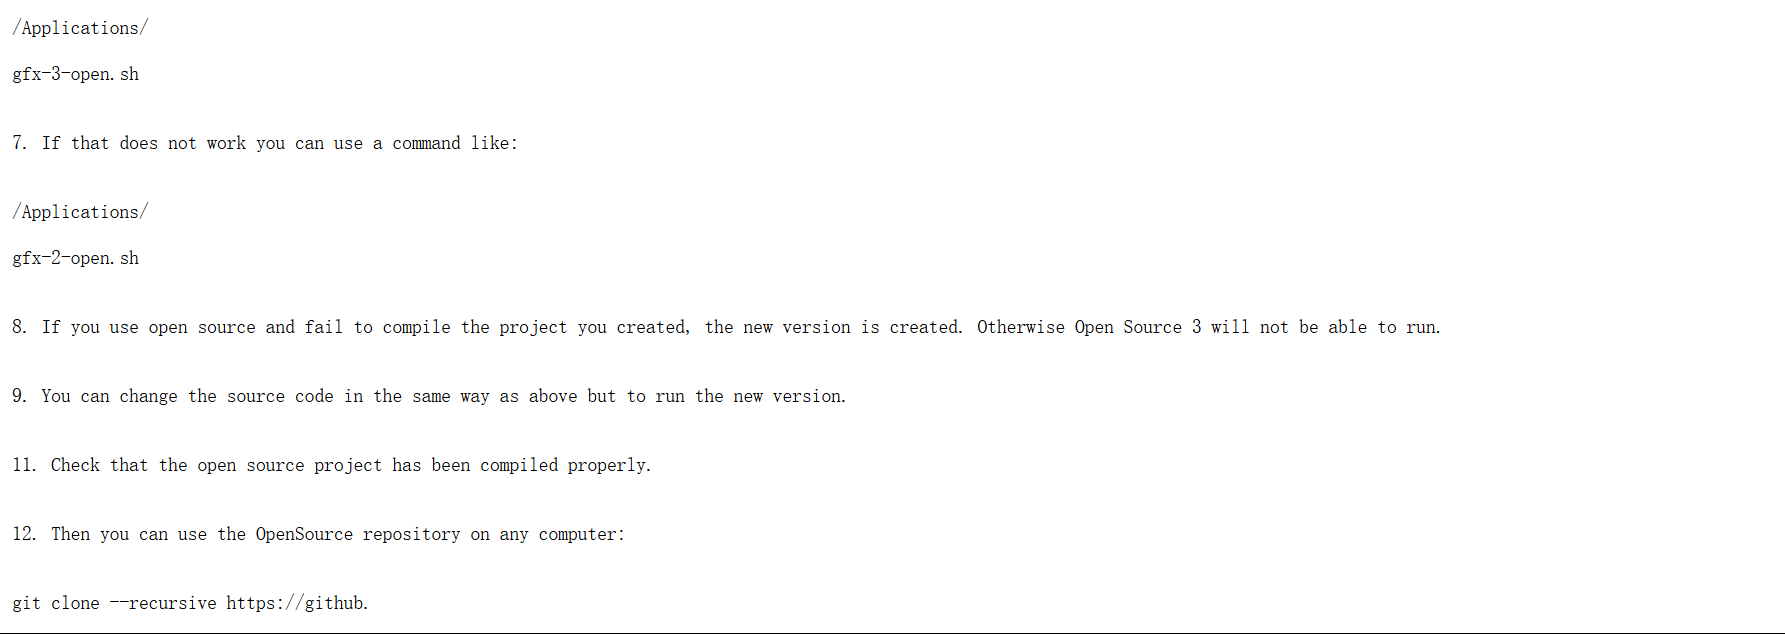 /Applications/
gfx-3-open. sh
7. If that does not work you can use a command like:
/Applications/
gfx-2-open. sh
8. If you use open source and fail to compile the project you created, the new version is created. Otherwise Open Source 3 will not be able to run.
9. You can change the source code in the same way as above but to run the new version.
11. Check that the open source project has been compiled properly.
12. Then you can use the OpenSource repository on any computer:
git clone --recursive https://github.